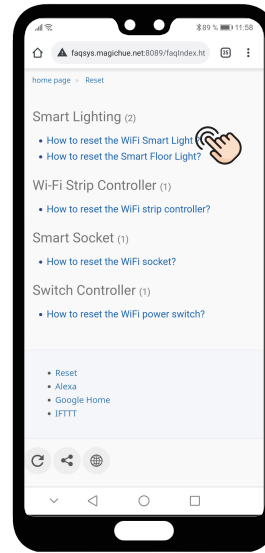 89 % 11:58
faqsys.magichue.net:8089/faqIndex.ht
35
home page » Reset
Smart Lighting (2)
How to reset the WiFi Smart Light
How to reset the Smart Floor Light?
Wi-Fi Strip Controller (1)
How to reset the WiFi strip controller?
Smart Socket (1)
How to reset the WiFi socket?
Switch Controller (1)
How to reset the WiFi power switch?
Reset
Alexa
Google Home
IFTTT